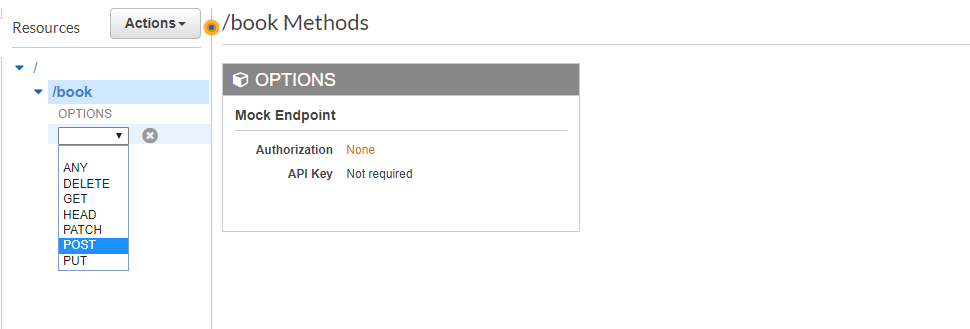 Resources
Actions
/book Methods
/
/book
OPTIONS
ANY
DELETE
GET
HEAD
PATCH
POST
PUT
OPTIONS
Mock Endpoint
Authorization None
API Key Not required